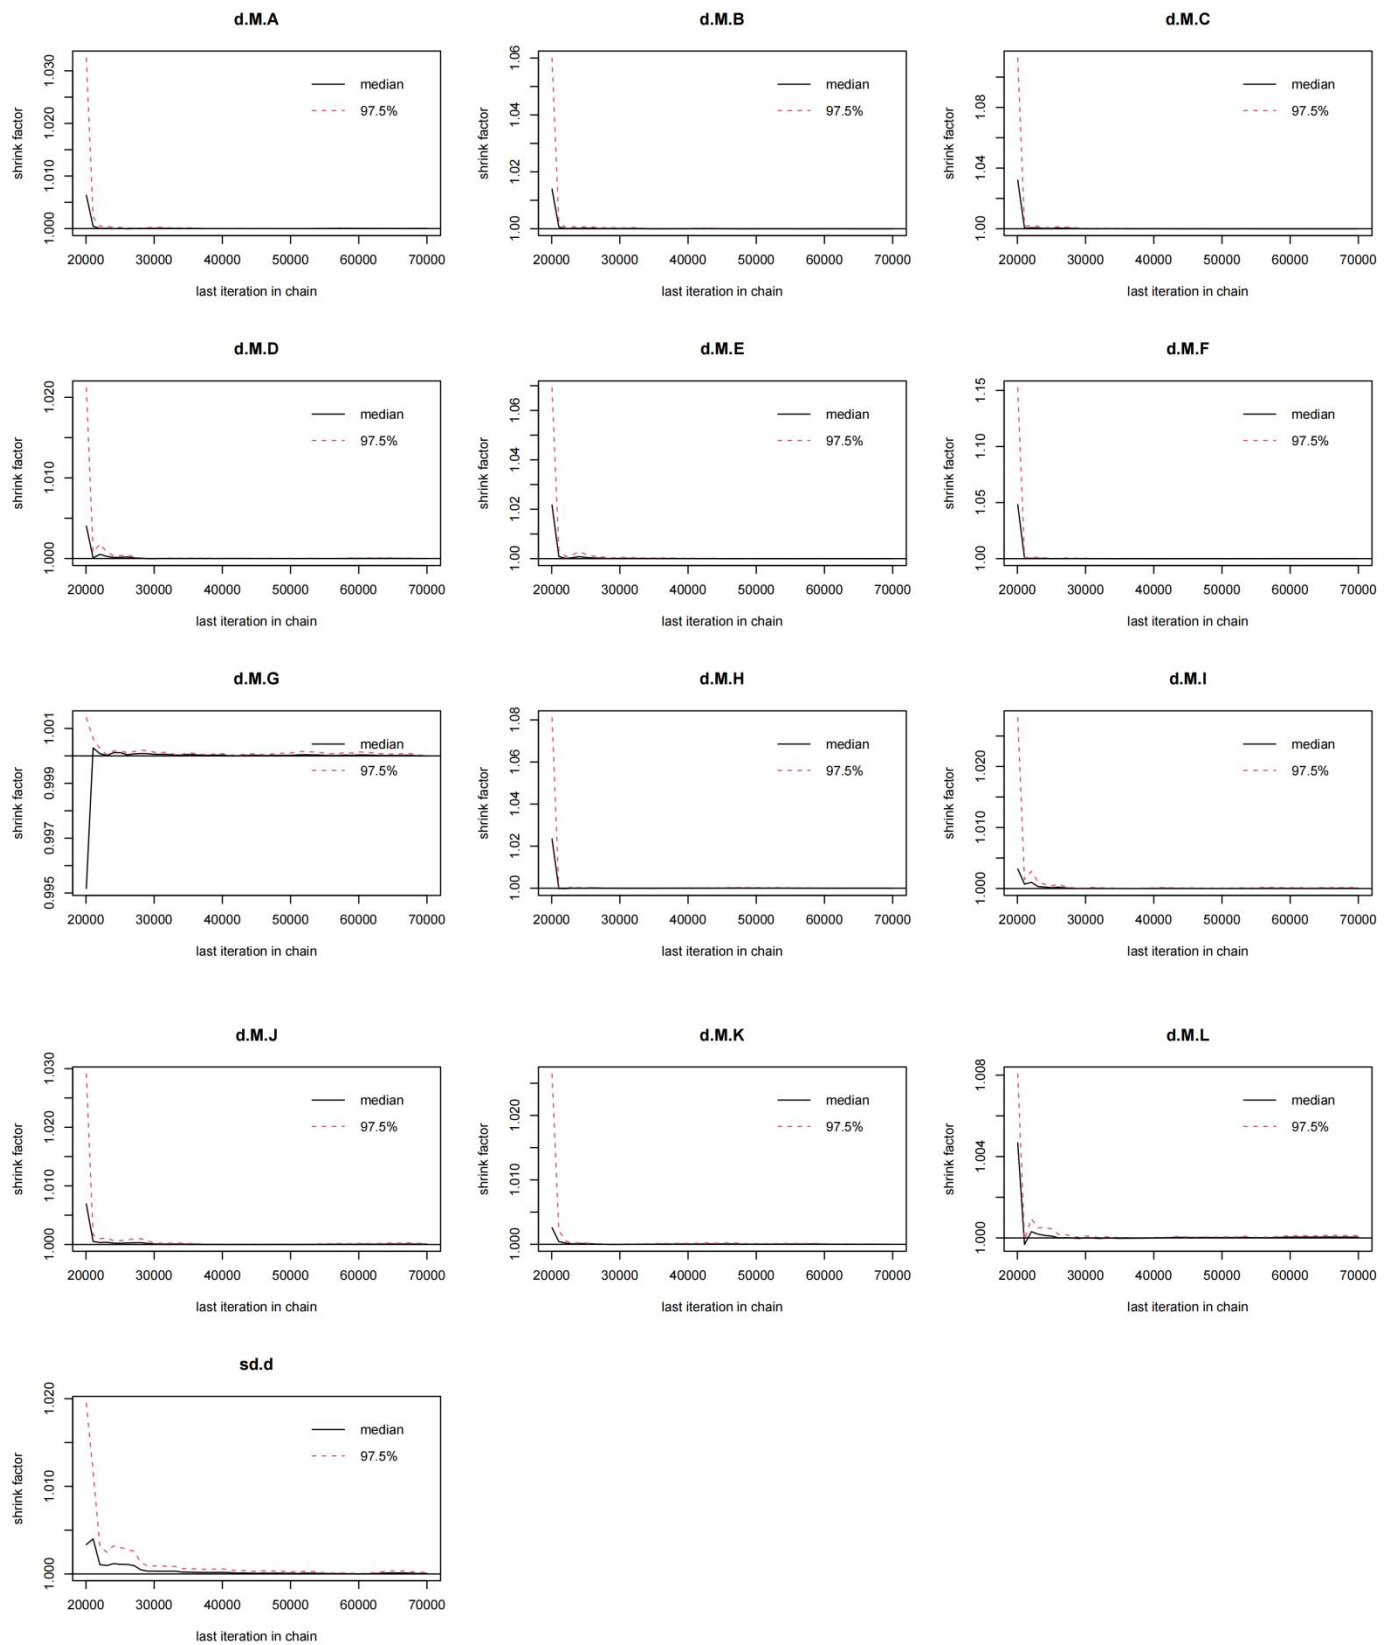 d.M.A
shrink factor
1.030
1.020
1.010
1.000
median
97.5%
20000 30000 40000 50000 60000 70000
last iteration in chain
d.M.B
shrink factor
1.06
1.04
1.02
1.00
median
97.5%
20000 30000 40000 50000 60000 70000
last iteration in chain
d.M.C
shrink factor
1.08
1.04
1.00
median
97.5%
20000 30000 40000 50000 60000 70000
last iteration in chain
d.M.D
shrink factor
1.020
1.010
1.000
median
97.5%
20000 30000 40000 50000 60000 70000
last iteration in chain
d.M.E
shrink factor
1.06
1.04
1.02
1.00
median
97.5%
20000 30000 40000 50000 60000 70000
last iteration in chain
d.M.F
shrink factor
1.15
1.10
1.05
1.00
median
97.5%
20000 30000 40000 50000 60000 70000
last iteration in chain
d.M.G
shrink factor
1.001
0.999
0.997
0.995
median
97.5%
20000 30000 40000 50000 60000 70000
last iteration in chain
d.M.H
shrink factor
1.08
1.06
1.04
1.02
1.00
median
97.5%
20000 30000 40000 50000 60000 70000
last iteration in chain
d.M.I
shrink factor
1.020
1.010
1.000
median
97.5%
20000 30000 40000 50000 60000 70000
last iteration in chain
d.M.J
shrink factor
1.030
1.020
1.010
1.000
median
97.5%
20000 30000 40000 50000 60000 70000
last iteration in chain
d.M.K
shrink factor
1.020
1.010
1.000
median
97.5%
20000 30000 40000 50000 60000 70000
last iteration in chain
d.M.L
shrink factor
1.008
1.004
1.000
median
97.5%
20000 30000 40000 50000 60000 70000
last iteration in chain
sd.d
shrink factor
1.020
1.010
1.000
median
97.5%
20000 30000 40000 50000 60000 70000
last iteration in chain